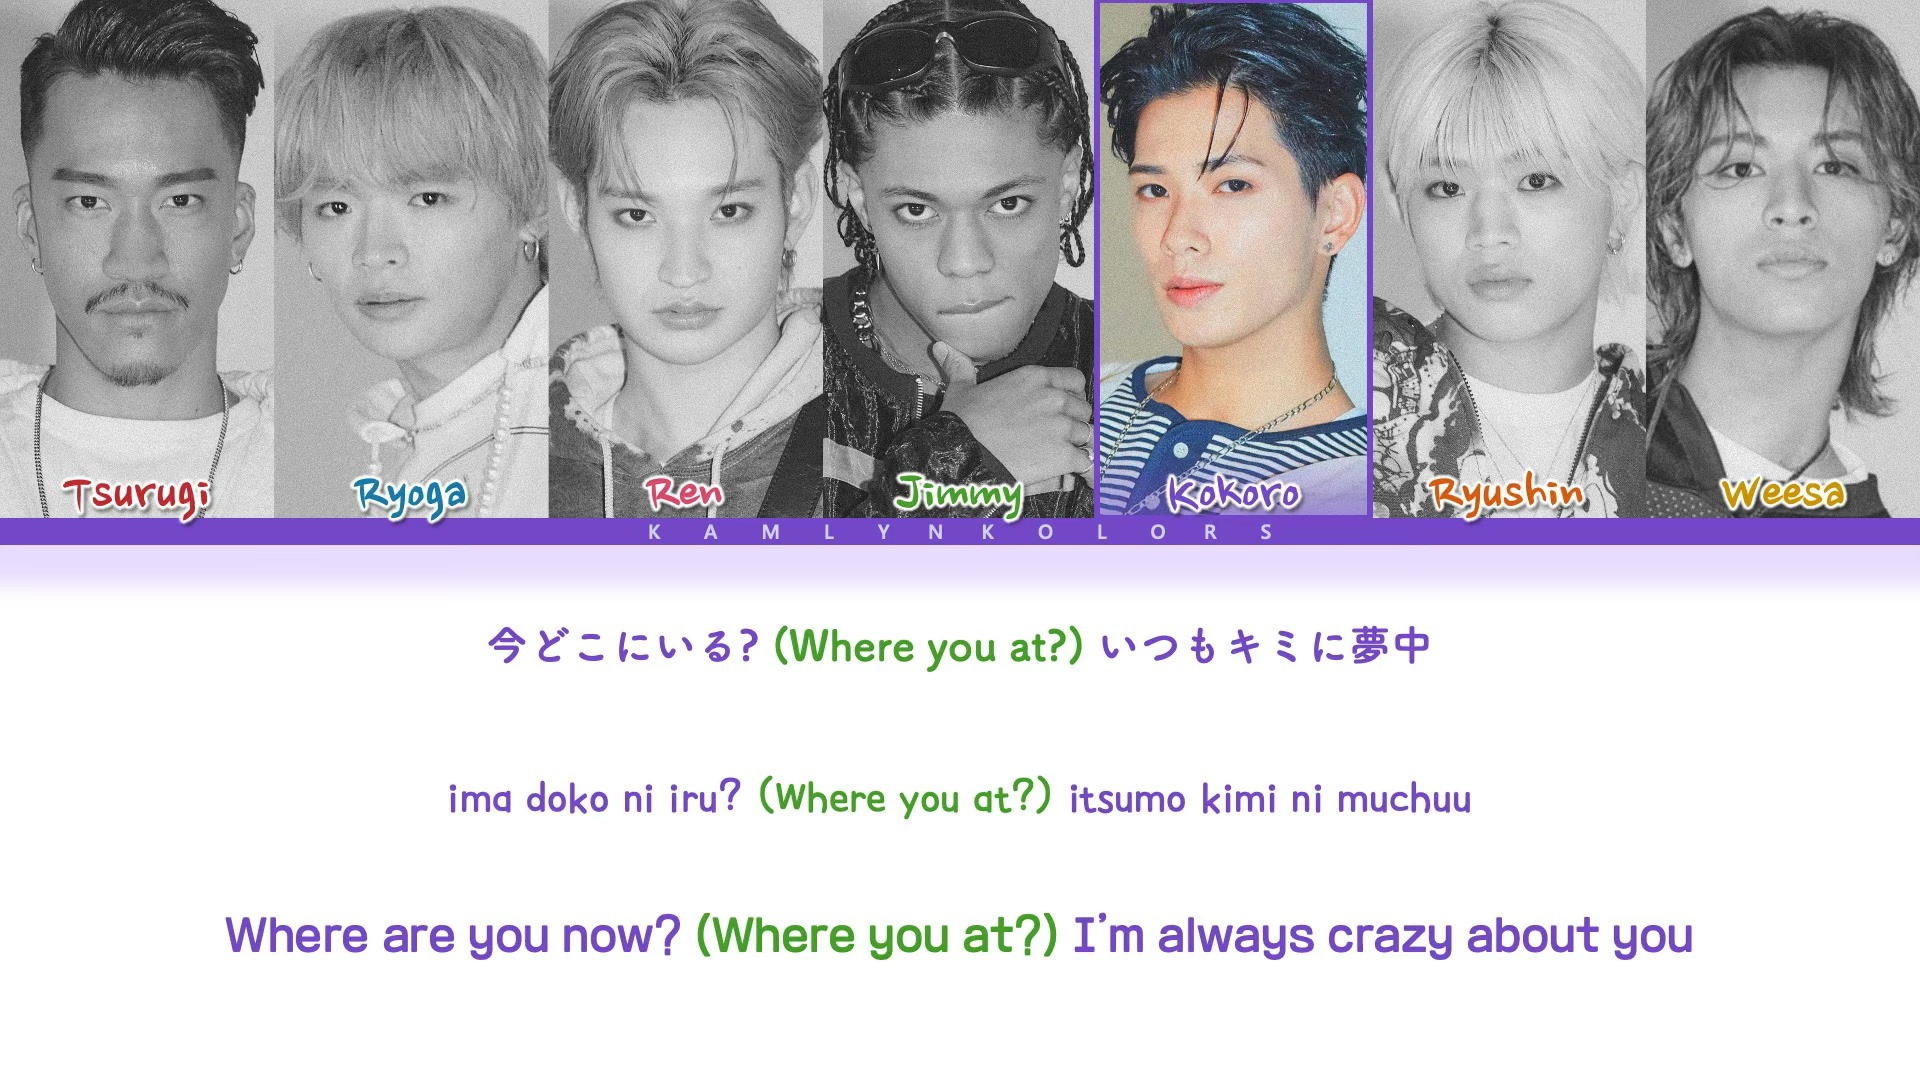 Tsurugi Ryoga Ren Jimmy Kokoro Ryushin Weesa
KAMLYNKOLORS
今どこにいる? (Where you at?) いつもキミに夢中
ima doko ni iru? (Where you at?) itsumo kimi ni muchuu
Where are you now? (Where you at?) I'm always crazy about you